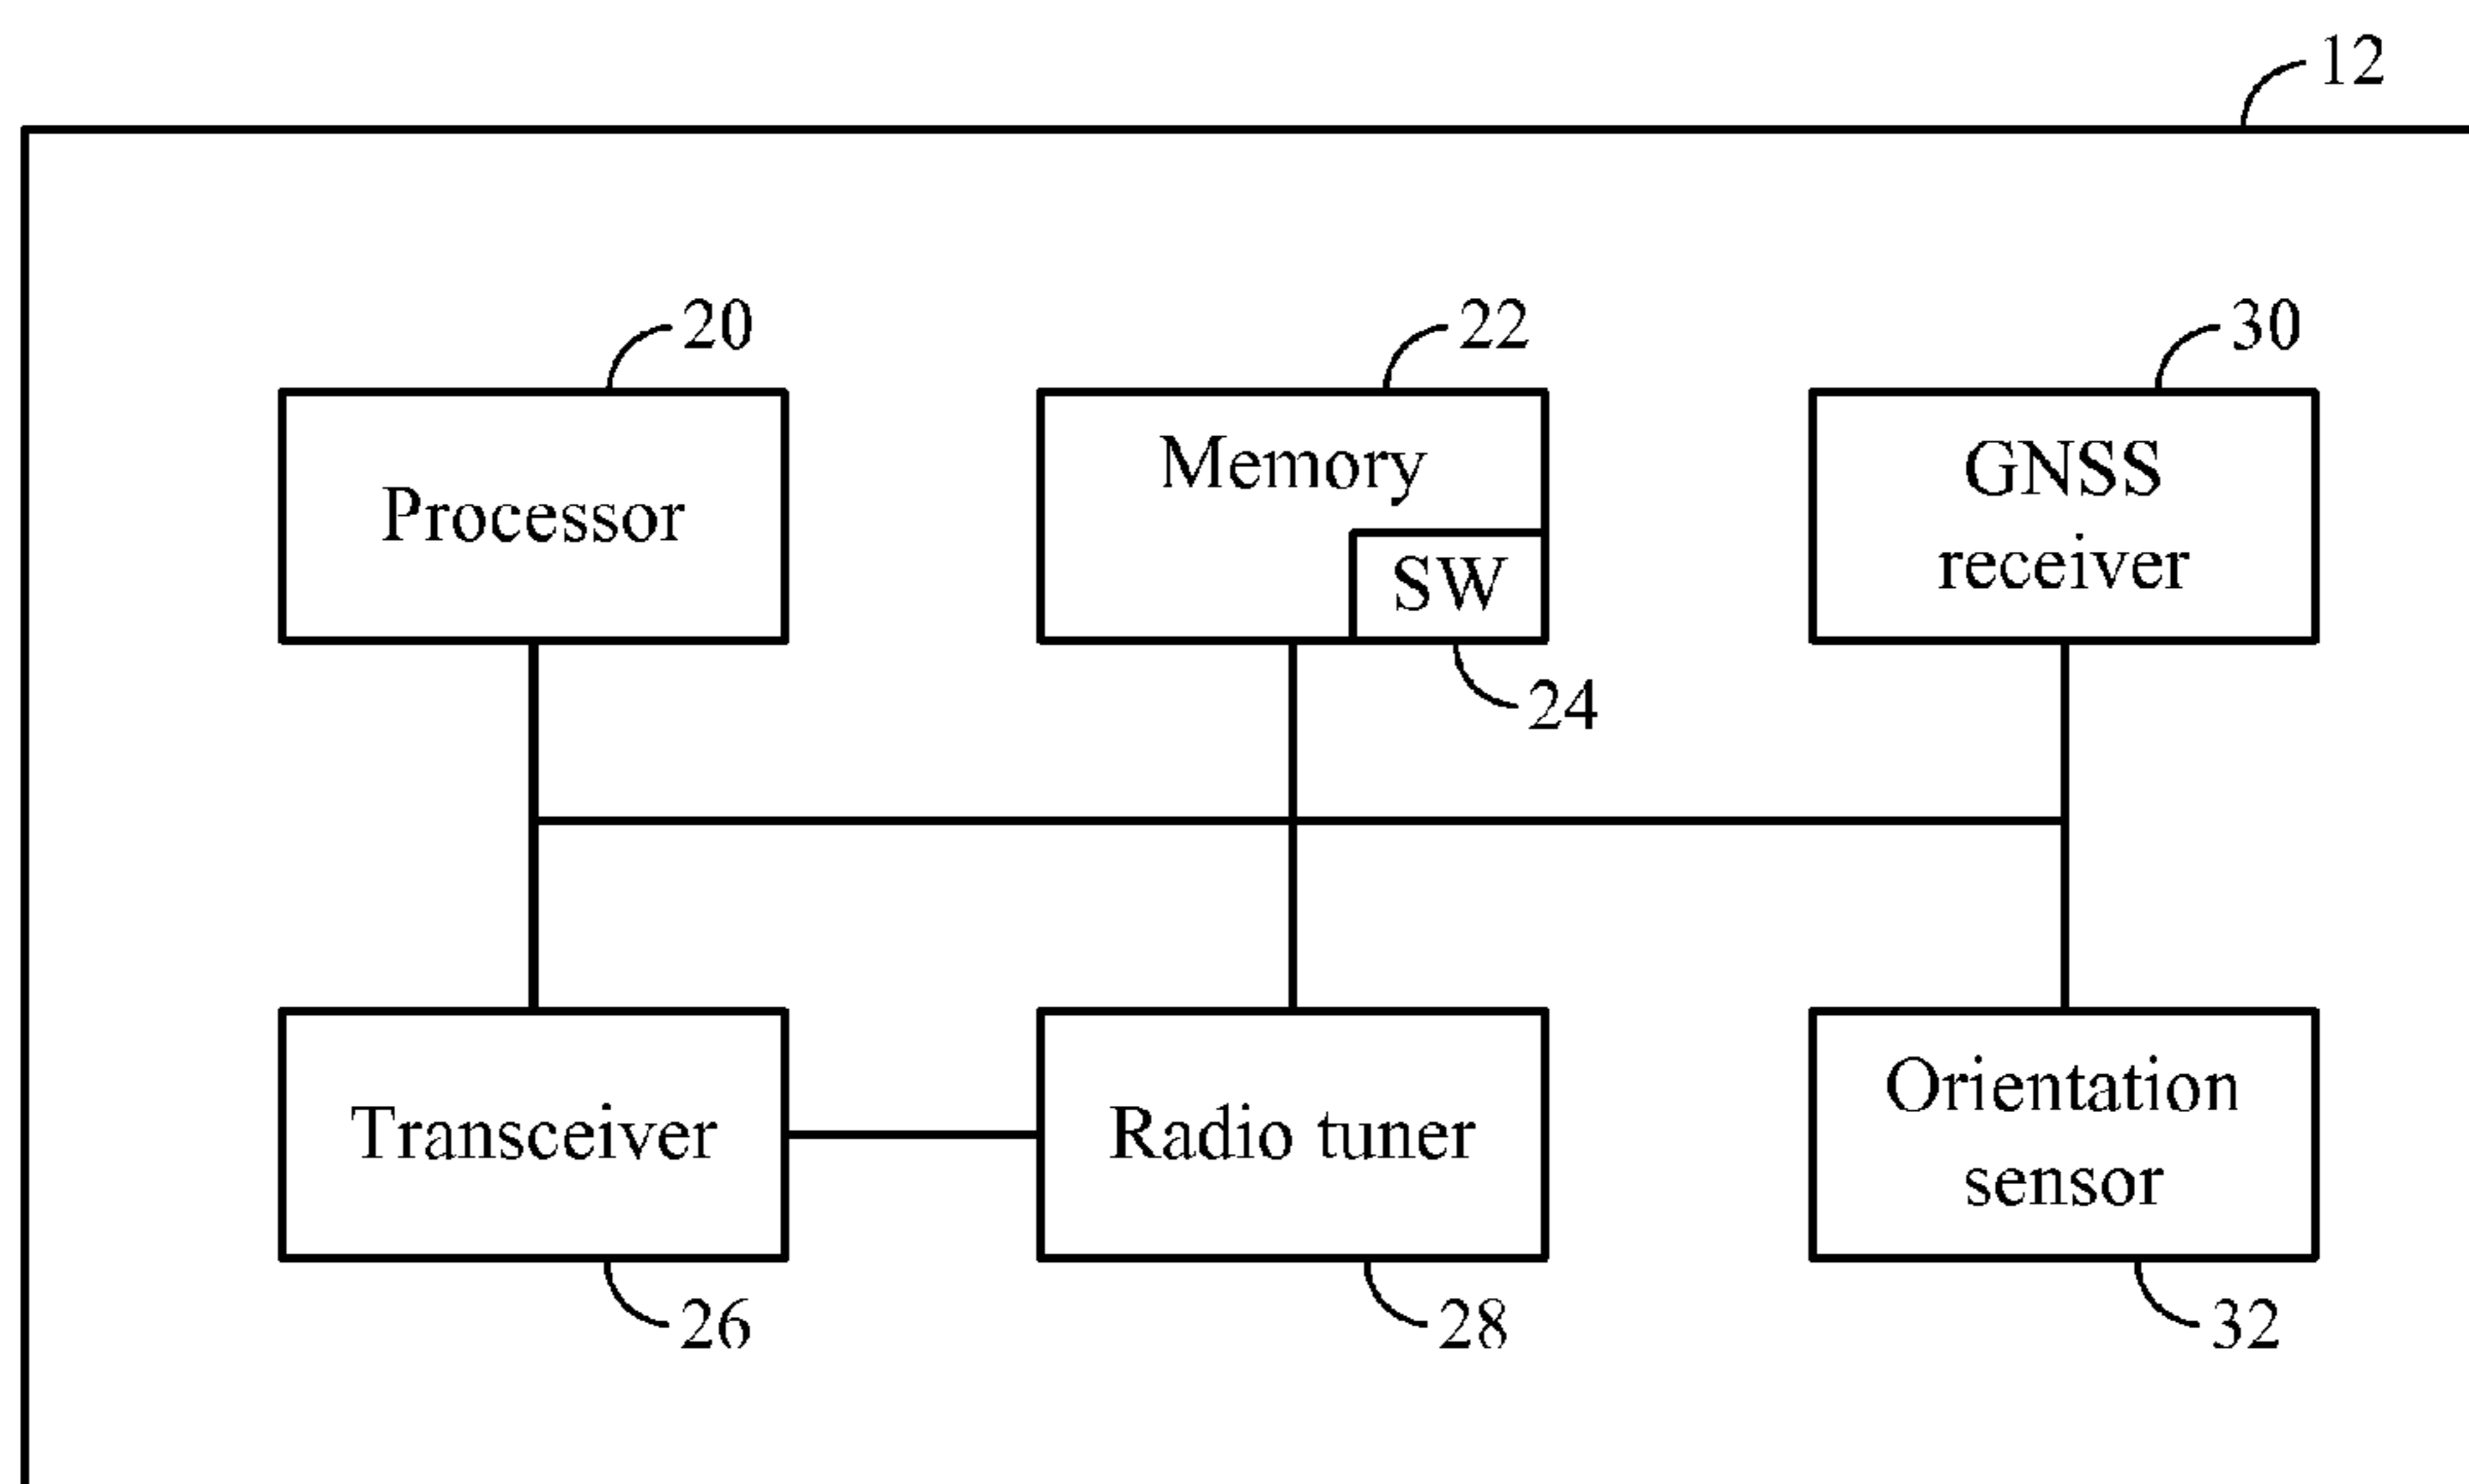 12
20
22
30
Processor
Memory
SW
GNSS
receiver
24
Transceiver
Radio tuner
Orientation
sensor
26
28
32